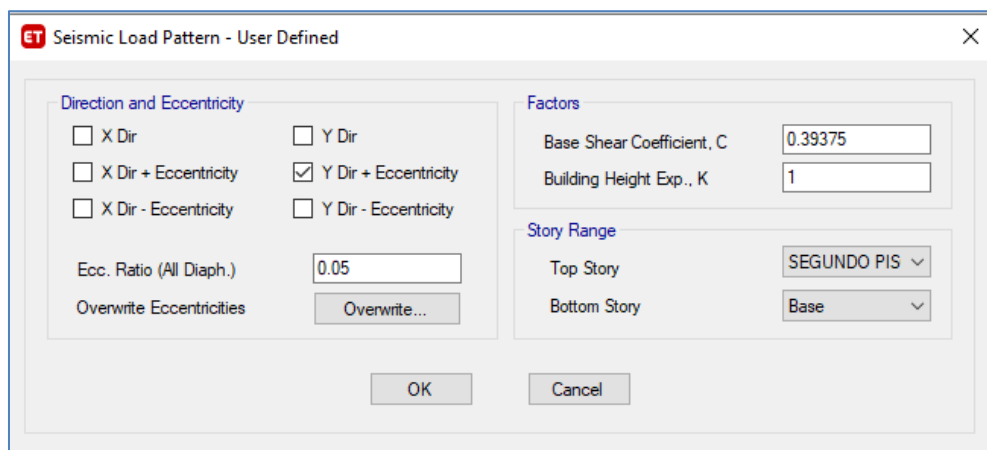 ET Seismic Load Pattern - User Defined
Direction and Eccentricity
X Dir
Y Dir
X Dir + Eccentricity
Y Dir + Eccentricity
X Dir - Eccentricity
Y Dir - Eccentricity
Ecc. Ratio (All Diaph.)
0.05
Overwrite Eccentricities
Overwrite...
Factors
Base Shear Coefficient, C
0.39375
Building Height Exp., K
1
Story Range
Top Story
SEGUNDO PIS
Bottom Story
Base
OK
Cancel